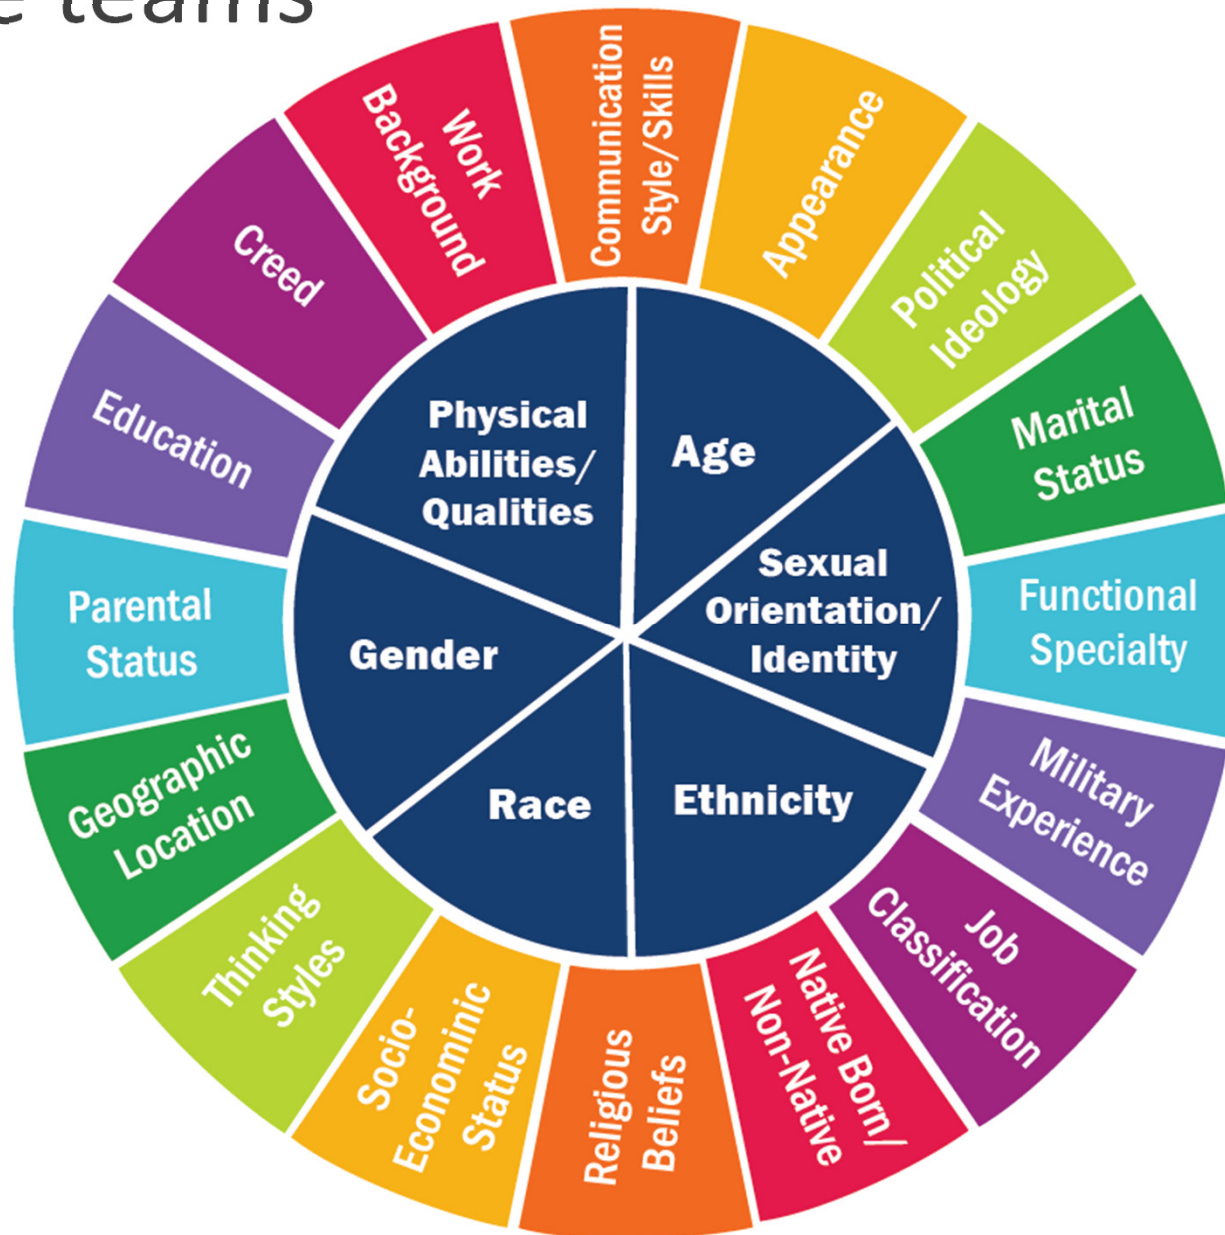 e teams
Communication
Style/Skills
Appearance
Political
Ideology
Marital
Status
Functional
Specialty
Military
Experience
Job
Classification
Native Born/
Non-Native
Religious
Beliefs
Socio-
Econominic
Status
Thinking
Styles
Geographic
Location
Parental
Status
Education
Creed
Work
Background
Age
Sexual
Orientation/
Identity
Ethnicity
Race
Gender
Physical
Abilities/
Qualities